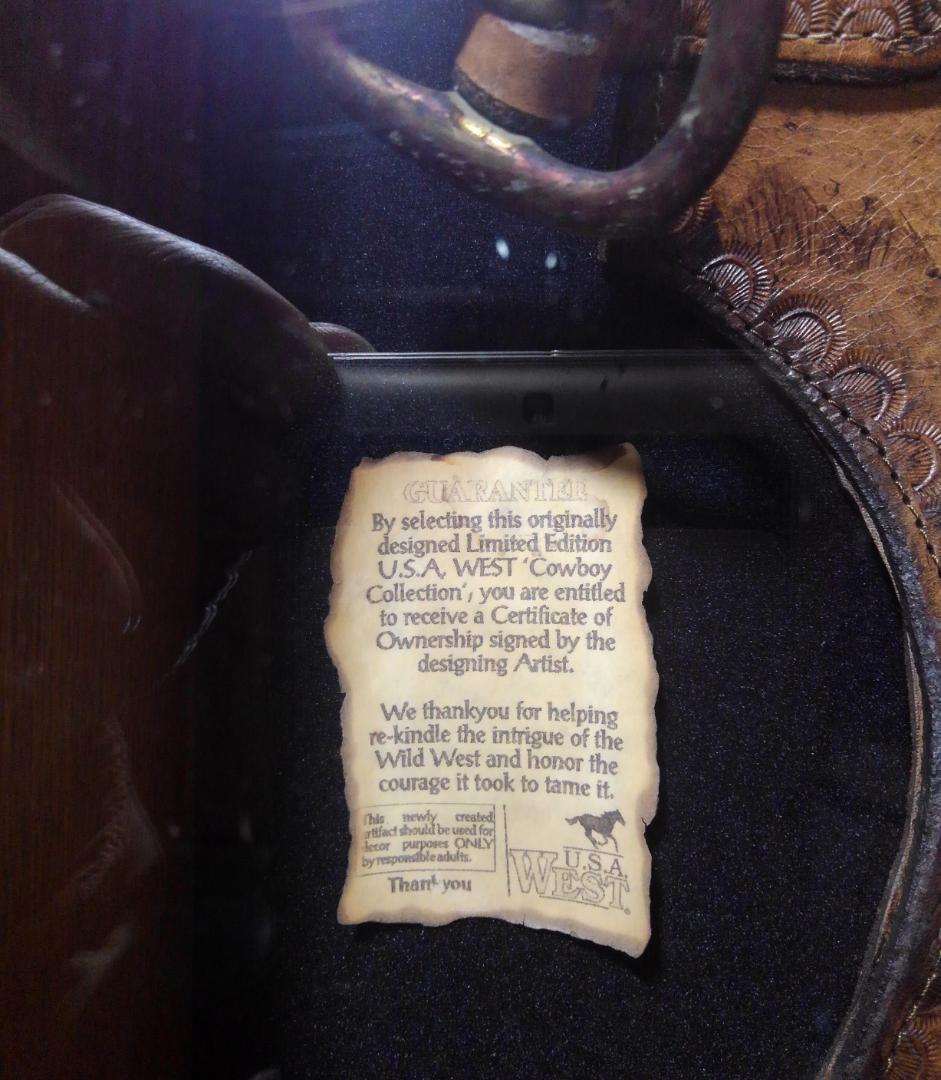 GUARANTEE
By selecting this originally
designed Limited Edition
U.S.A. WEST 'Cowboy
Collection', you are entitled
to receive a Certificate of
Ownership signed by the
designing Artist.
We thankyou for helping
re-kindle the intrigue of the
Wild West and honor the
courage it took to tame it.
This newly created
artifact should be used for
decor purposes ONLY
by responsible adults.
Thank you
U.S.A.
WEST®